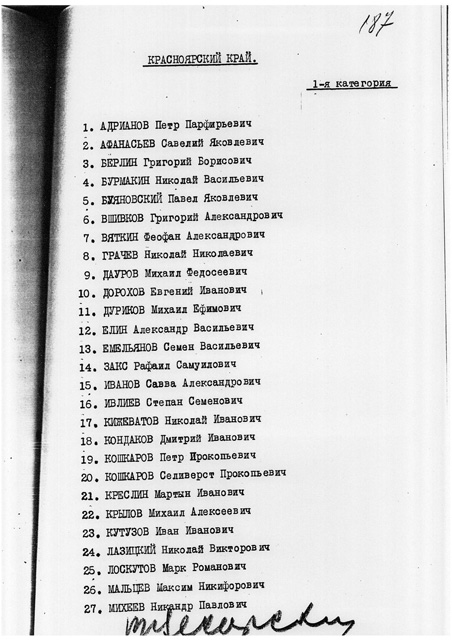 187
КРАСНОЯРСКИЙ КРАЙ.
1-я категория
1. АДРИАНОВ Петр Парфирьевич
2. АФАНАСЬЕВ Савелий Яковлевич
3. БЕРЛИН Григорий Борисович
4. БУРМАКИН Николай Васильевич
5. БУЯНОВСКИЙ Павел Яковлевич
6. ВШИВКОВ Григорий Александрович
7. ВЯТКИН Феофан Александрович
8. ГРАЧЕВ Николай Николаевич
9. ДАУРОВ Михаил Федосеевич
10. ДОРОХОВ Евгений Иванович
11. ДУРИКОВ Михаил Ефимович
12. ЕЛИН Александр Васильевич
13. ЕМЕЛЬЯНОВ Семен Васильевич
14. ЗАКС Рафаил Самуилович
15. ИВАНОВ Савва Александрович
16. ИВЛИЕВ Степан Семенович
17. КИЖЕВАТОВ Николай Иванович
18. КОНДАКОВ Дмитрий Иванович
19. КОШКАРОВ Петр Прокопьевич
20. КОШКАРОВ Селиверст Прокопьевич
21. КРЕСЛИН Мартын Иванович
22. КРЫЛОВ Михаил Алексеевич
23. КУТУЗОВ Иван Иванович
24. ЛАЗИЦКИЙ Николай Викторович
25. ЛОСКУТОВ Марк Романович
26. МАЛЬЦЕВ Максим Никифорович
27. МИХЕЕВ Никандр Павлович